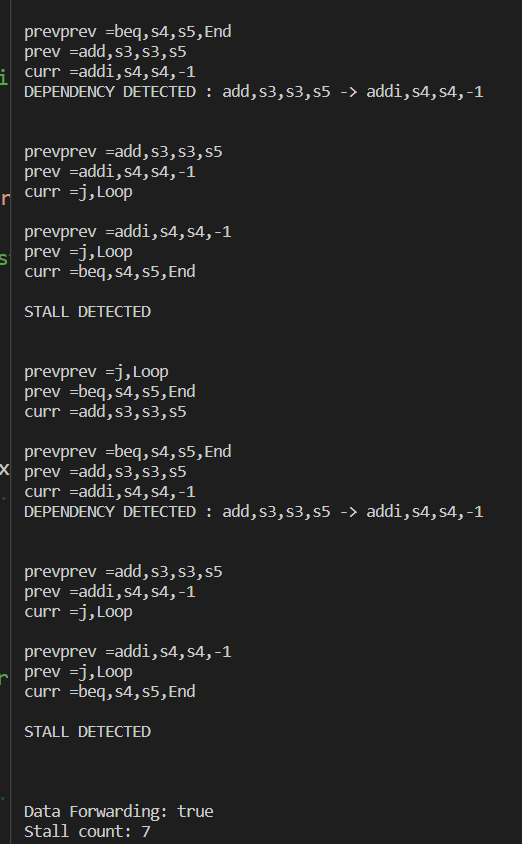 prevprev =beq,s4,s5,End
prev =add,s3,s3,s5
curr =addi,s4,s4,-1
DEPENDENCY DETECTED : add,s3,s3,s5 -> addi,s4,s4,-1
prevprev =add,s3,s3,s5
prev =addi,s4,s4,-1
curr =j,Loop
prevprev =addi,s4,s4,-1
prev =j,Loop
curr =beq,s4,s5,End
STALL DETECTED
prevprev =j,Loop
prev =beq,s4,s5,End
curr =add,s3,s3,s5
prevprev =beq,s4,s5,End
prev =add,s3,s3,s5
curr =addi,s4,s4,-1
DEPENDENCY DETECTED : add,s3,s3,s5 -> addi,s4,s4,-1
prevprev =add,s3,s3,s5
prev =addi,s4,s4,-1
curr =j,Loop
prevprev =addi,s4,s4,-1
prev =j,Loop
curr =beq,s4,s5,End
STALL DETECTED
Data Forwarding: true
Stall count: 7